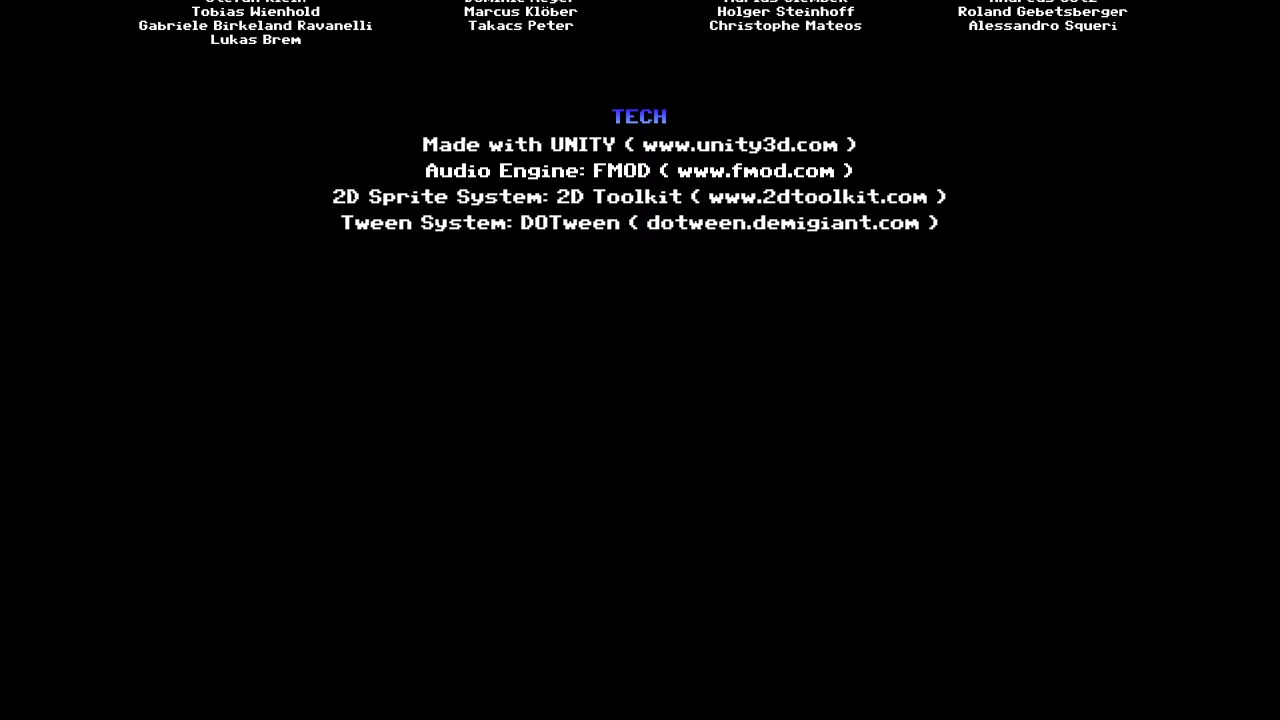 Tobias Wienhold Marcus Klöber Holger Steinhoff Roland Gebetsberger
Gabriele Birkeland Ravanelli Takacs Peter Christophe Mateos Alessandro Squeri
Lukas Brem
TECH
Made with UNITY ( www.unity3d.com )
Audio Engine: FMOD ( www.fmod.com )
2D Sprite System: 2D Toolkit ( www.2dtoolkit.com )
Tween System: DOTween ( dotween.demigiant.com )